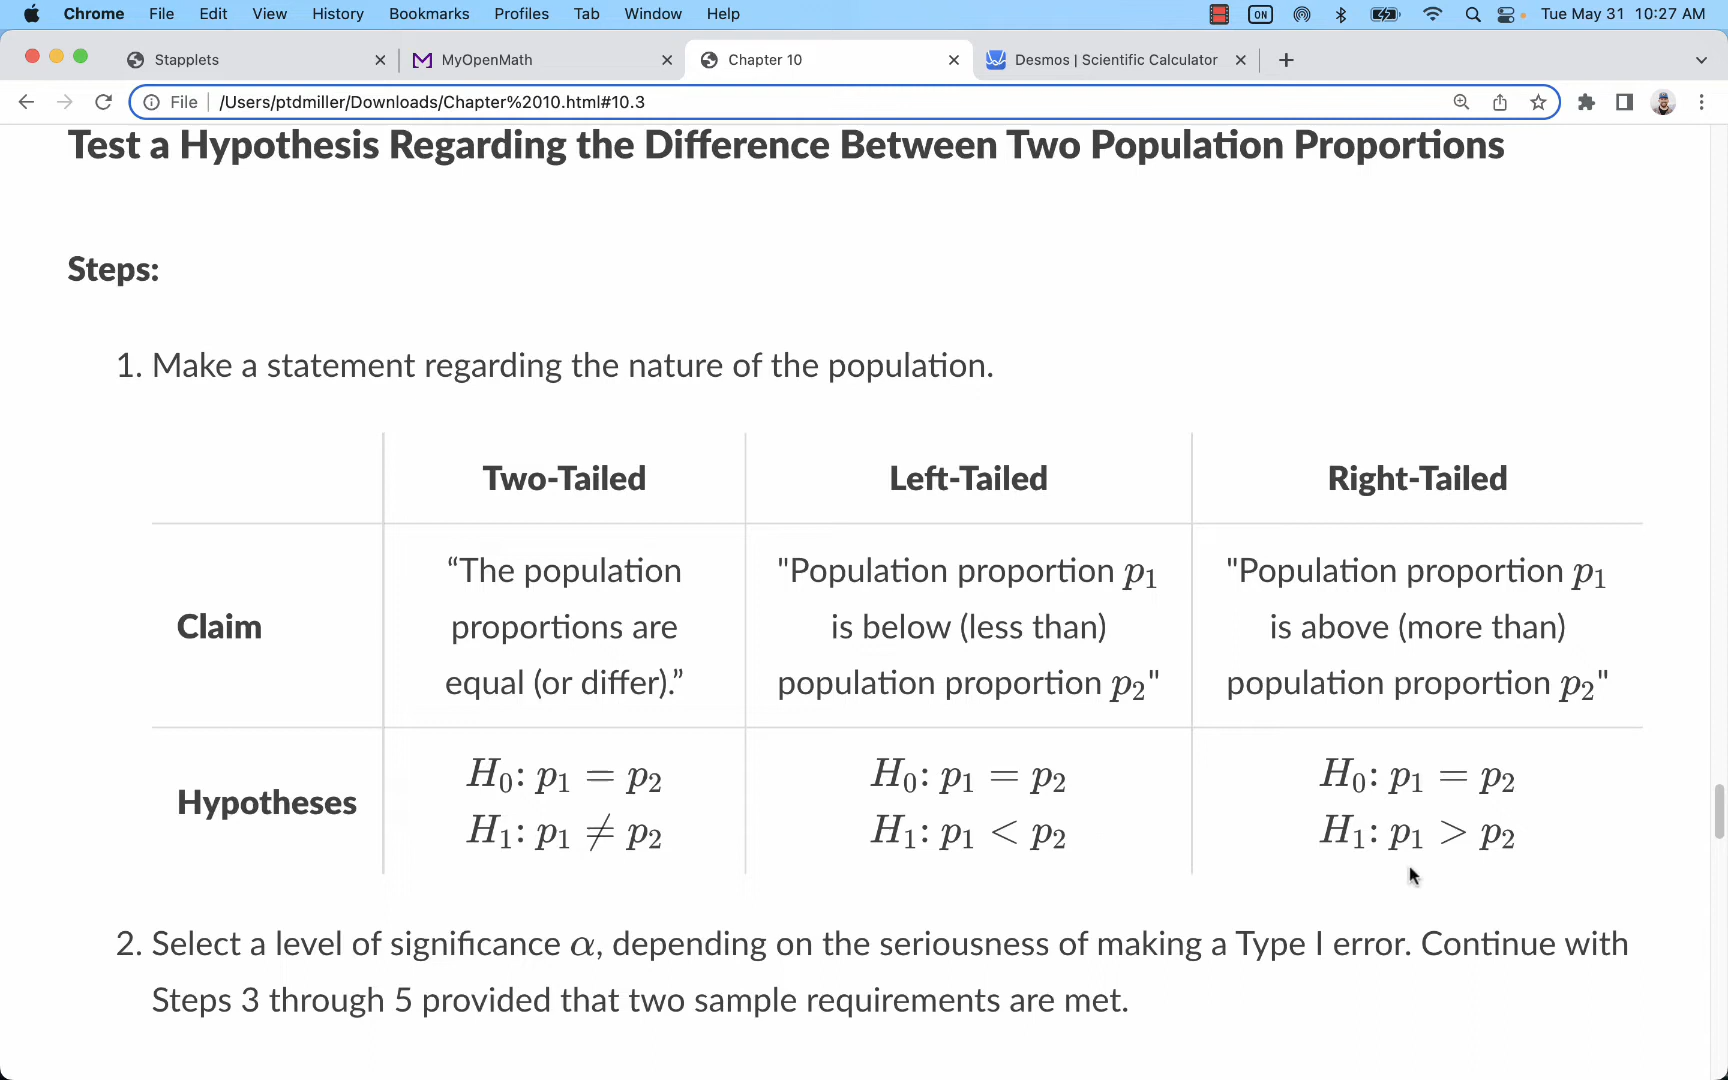 Chrome File Edit View History Bookmarks Profiles Tab Window Help ON Tue May 31 10:27 AM
Stapplets MyOpenMath Chapter 10 Desmos | Scientific Calculator
File /Users/ptdmiller/Downloads/Chapter%2010.html#10.3
Test a Hypothesis Regarding the Difference Between Two Population Proportions
Steps:
1. Make a statement regarding the nature of the population.
Two-Tailed Left-Tailed Right-Tailed
Claim
“The population
proportions are
equal (or differ).”
"Population proportion p₁
is below (less than)
population proportion p₂"
"Population proportion p₁
is above (more than)
population proportion p₂"
Hypotheses
H₀: p₁ = p₂
H₁: p₁ ≠ p₂
H₀: p₁ = p₂
H₁: p₁ < p₂
H₀: p₁ = p₂
H₁: p₁ > p₂
2. Select a level of significance α, depending on the seriousness of making a Type I error. Continue with
Steps 3 through 5 provided that two sample requirements are met.